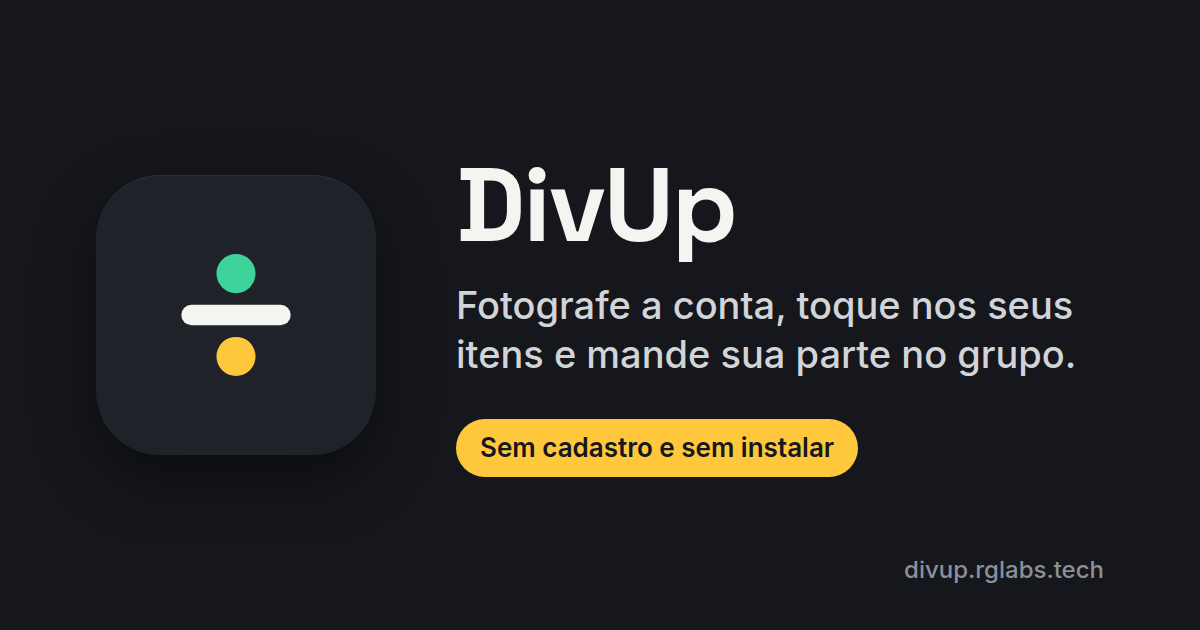 DivUp
Fotografe a conta, toque nos seus
itens e mande sua parte no grupo.
Sem cadastro e sem instalar
divup.rglabs.tech